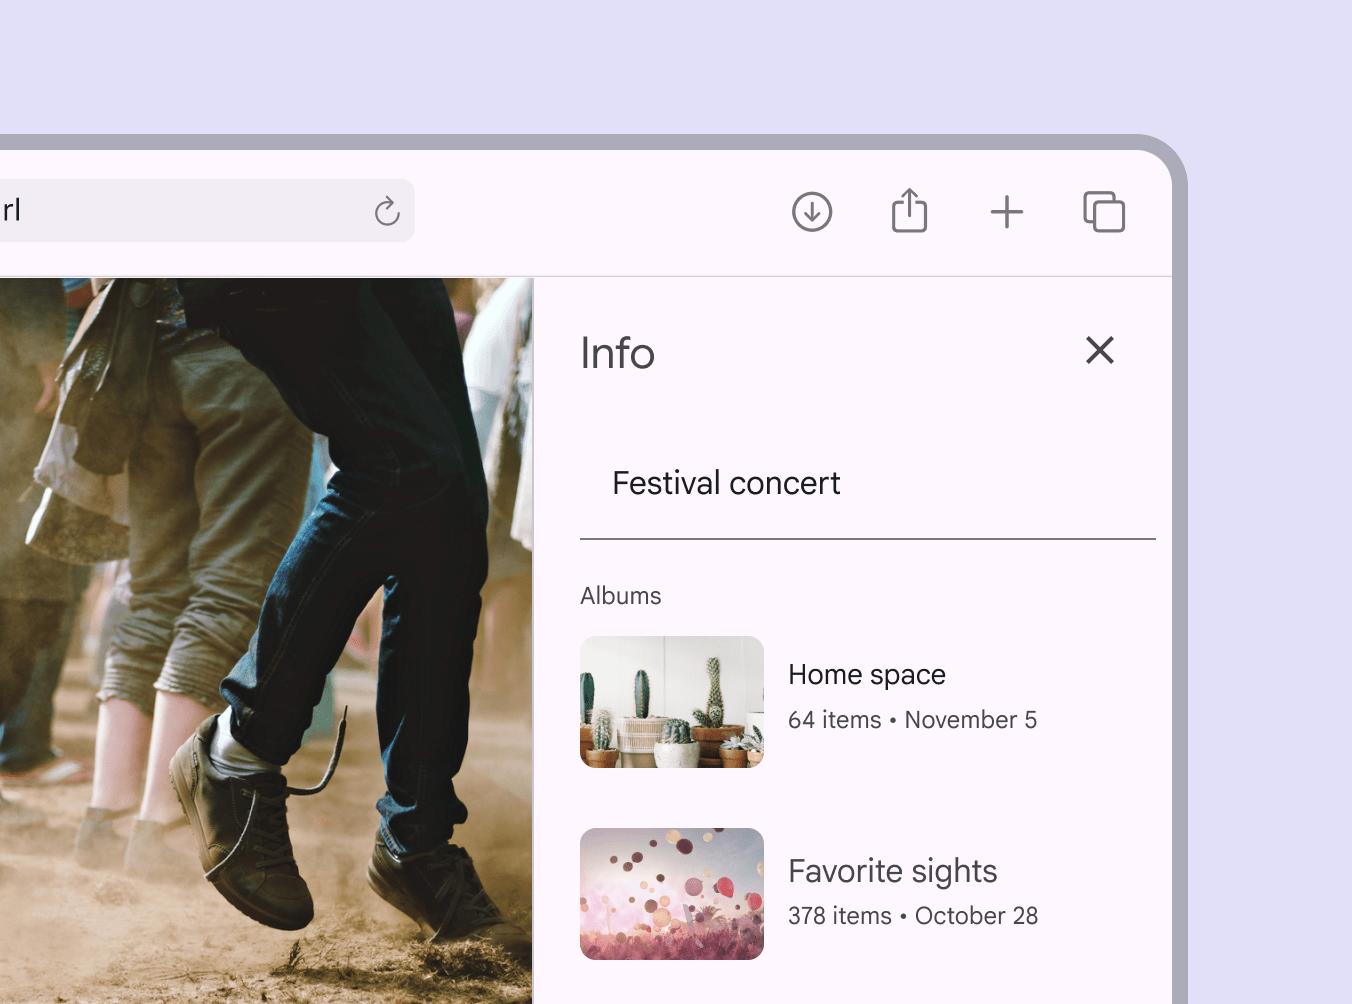 rl
Info
Festival concert
Albums
Home space
64 items • November 5
Favorite sights
378 items • October 28